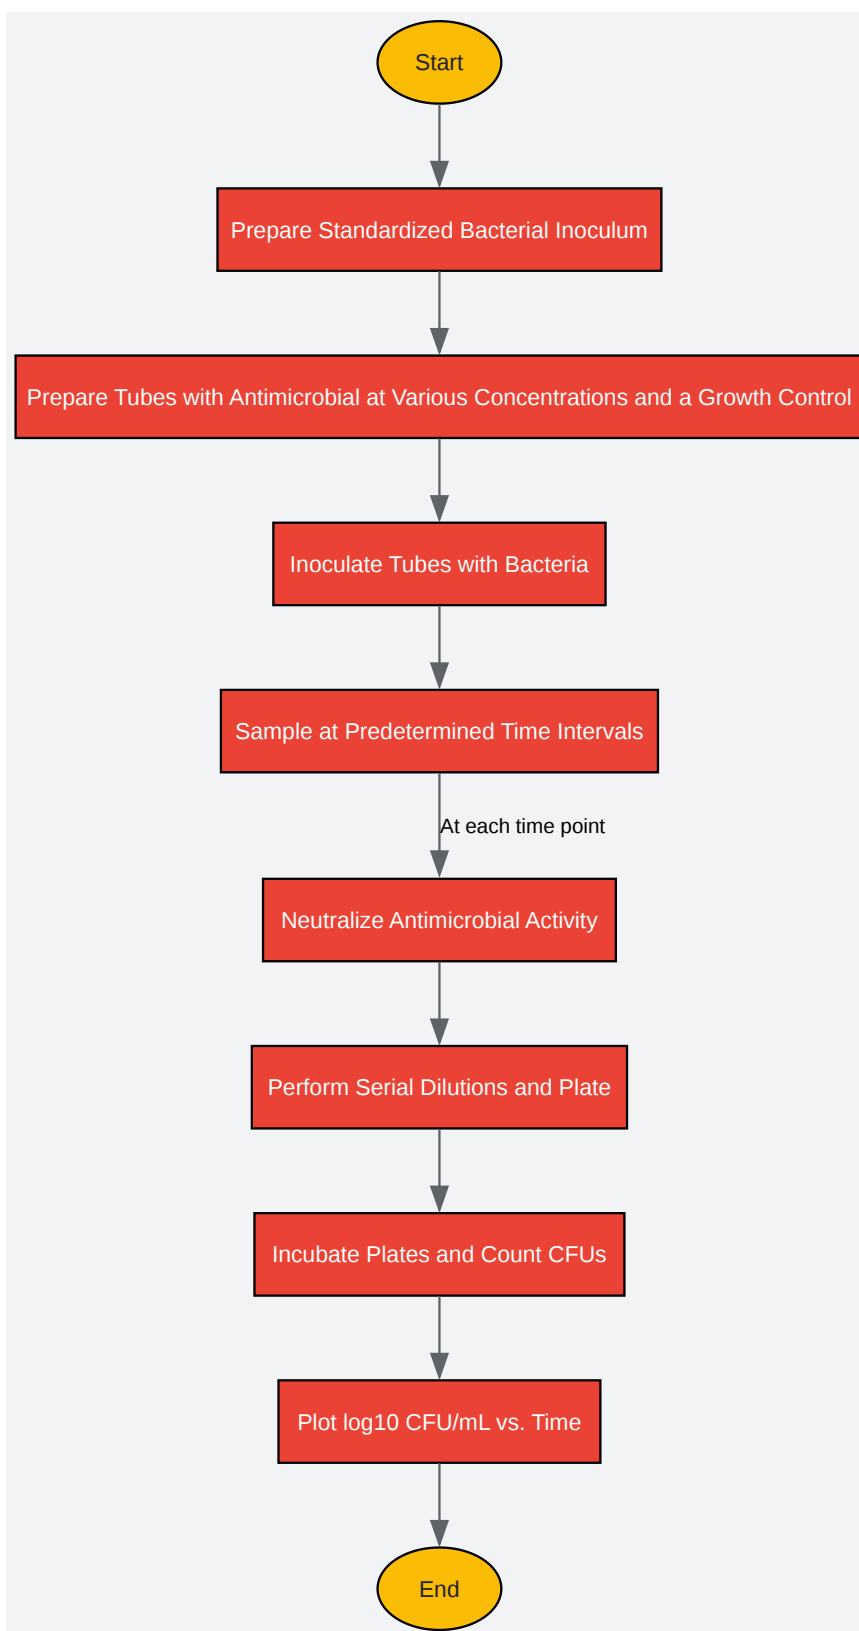 Start
Prepare Standardized Bacterial Inoculum
Prepare Tubes with Antimicrobial at Various Concentrations and a Growth Control
Inoculate Tubes with Bacteria
Sample at Predetermined Time Intervals
At each time point
Neutralize Antimicrobial Activity
Perform Serial Dilutions and Plate
Incubate Plates and Count CFUs
Plot log10 CFU/mL vs. Time
End